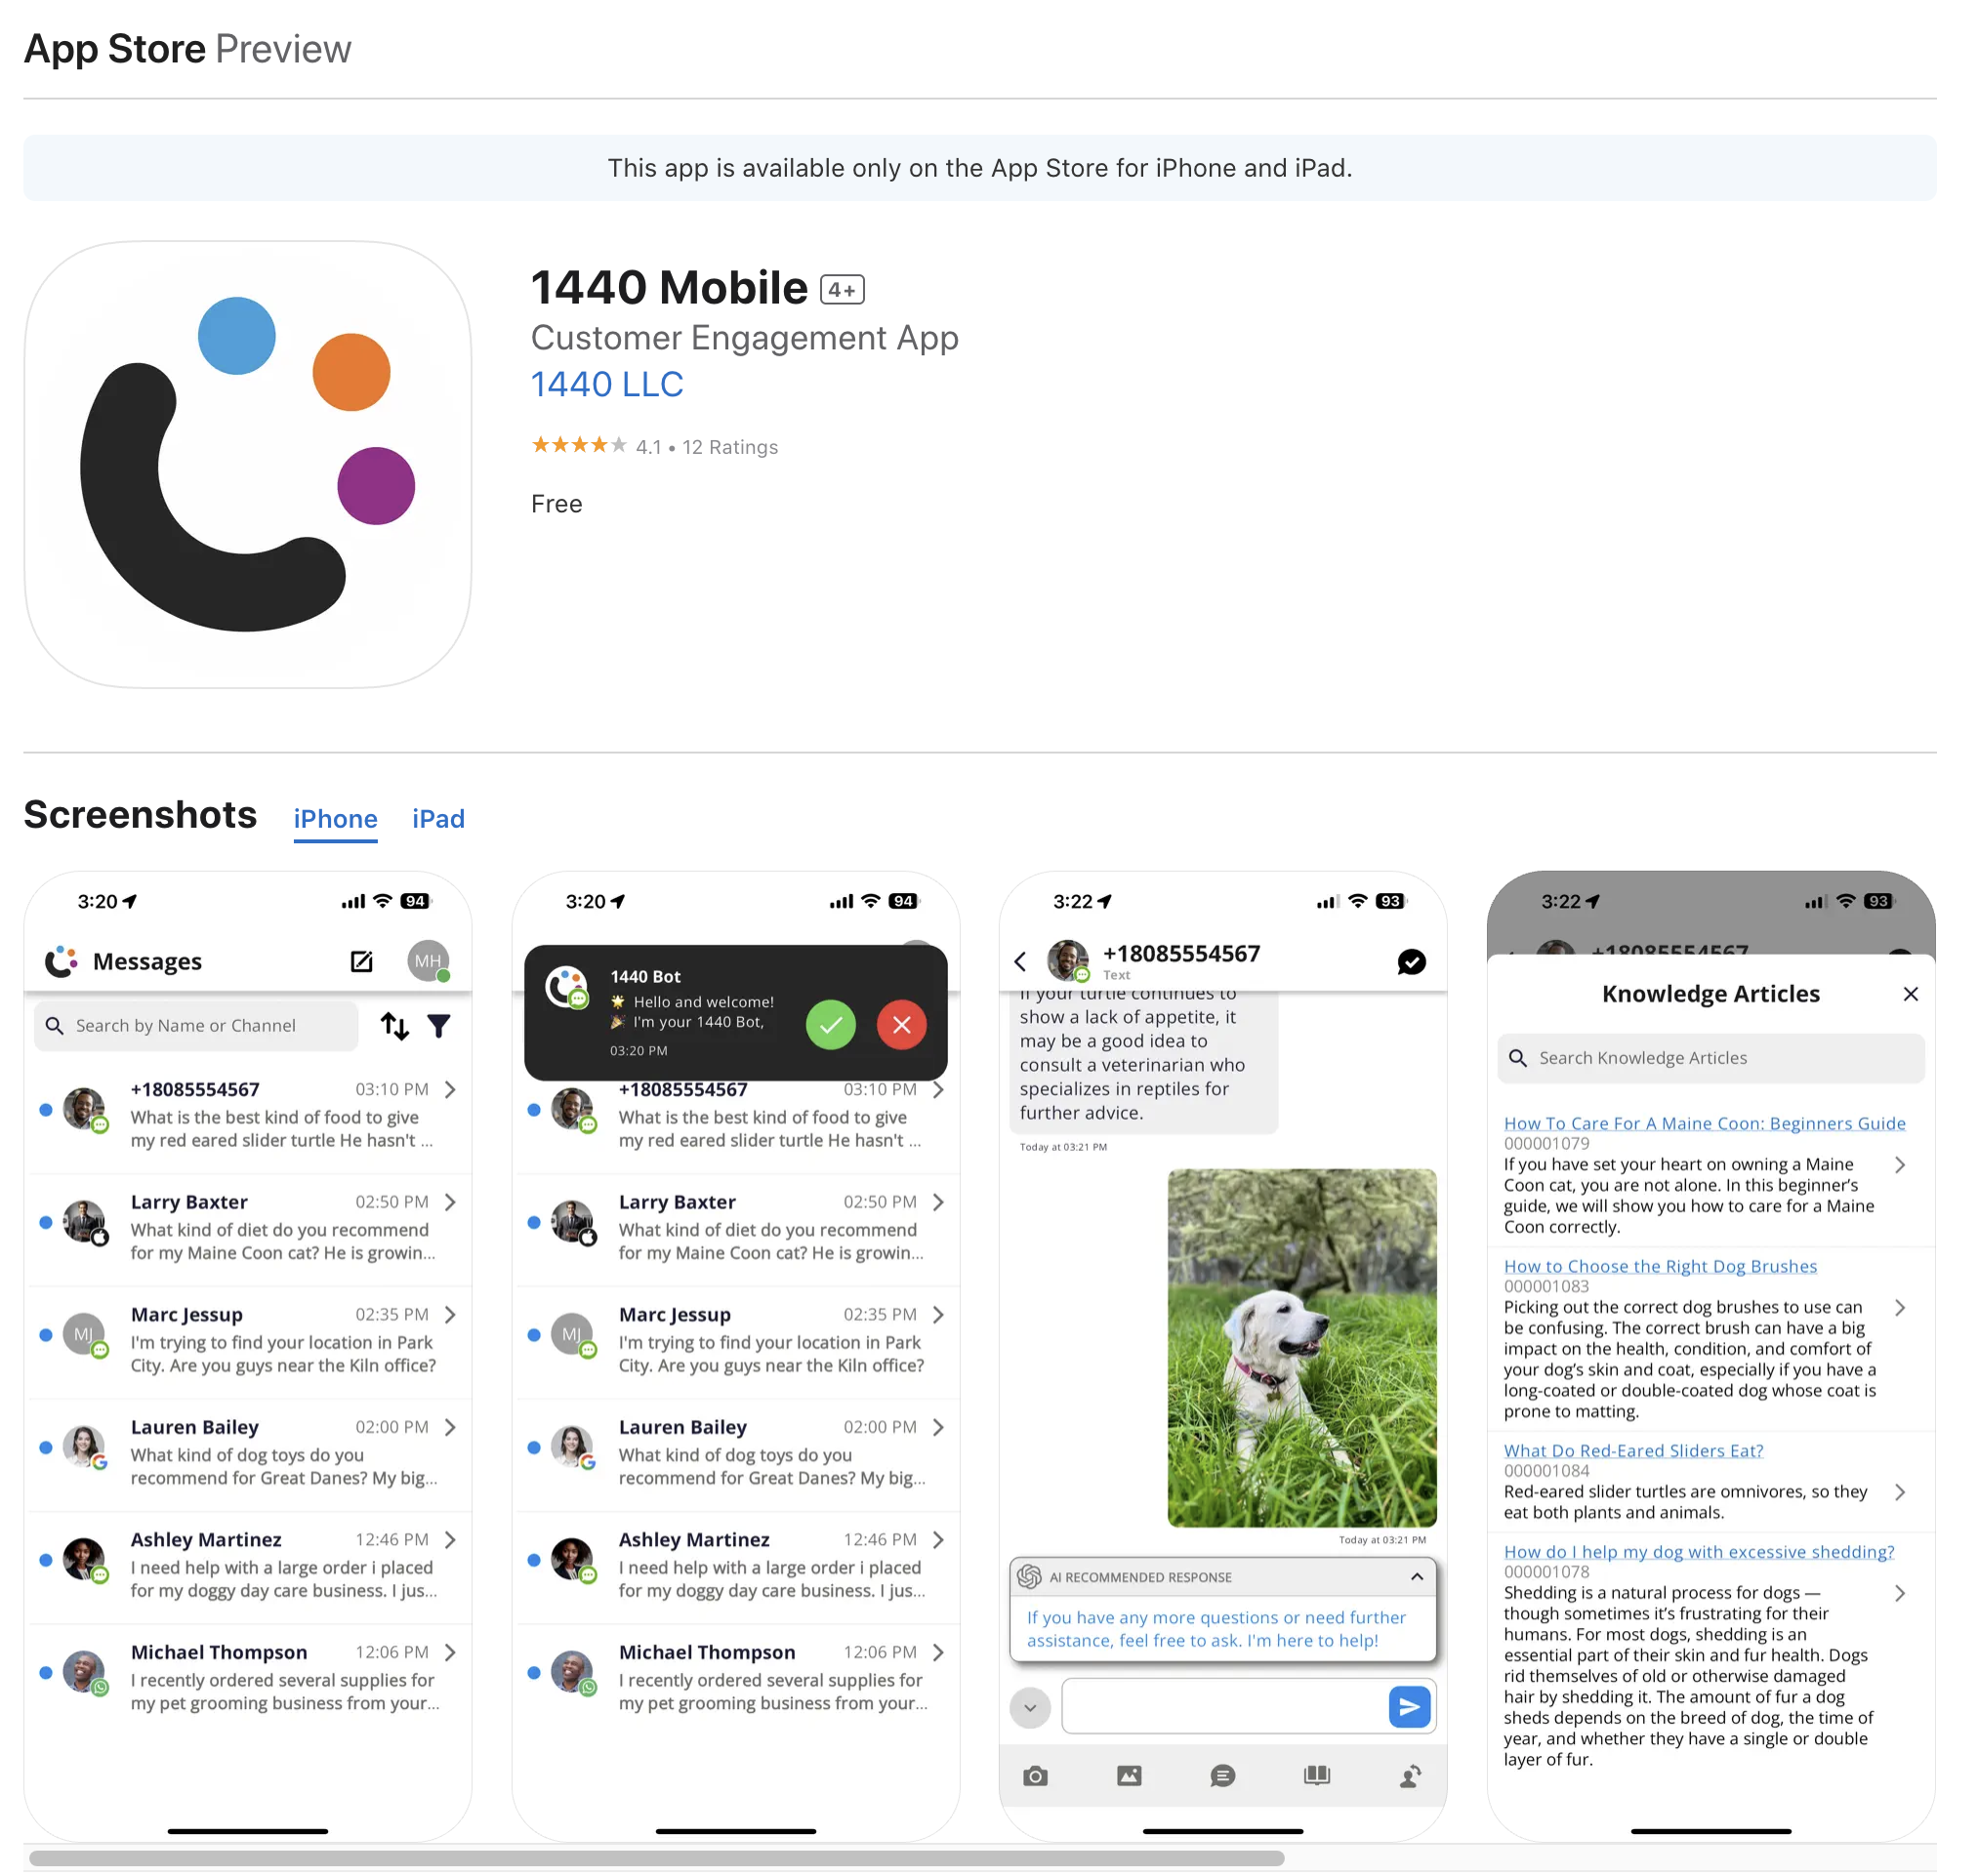 App Store Preview
This app is available only on the App Store for iPhone and iPad.
1440 Mobile 4+
Customer Engagement App
1440 LLC
4.1 • 12 Ratings
Free
Screenshots iPhone iPad
3:20 94
Messages MH
Search by Name or Channel
+18085554567 03:10 PM
What is the best kind of food to give
my red eared slider turtle He hasn't ...
Larry Baxter 02:50 PM
What kind of diet do you recommend
for my Maine Coon cat? He is growin...
MJ Marc Jessup 02:35 PM
I'm trying to find your location in Park
City. Are you guys near the Kiln office?
Lauren Bailey 02:00 PM
What kind of dog toys do you
recommend for Great Danes? My big...
Ashley Martinez 12:46 PM
I need help with a large order i placed
for my doggy day care business. I jus...
Michael Thompson 12:06 PM
I recently ordered several supplies for
my pet grooming business from your...
3:20 94
1440 Bot
Hello and welcome!
I'm your 1440 Bot,
03:20 PM
+18085554567 03:10 PM
What is the best kind of food to give
my red eared slider turtle He hasn't ...
Larry Baxter 02:50 PM
What kind of diet do you recommend
for my Maine Coon cat? He is growin...
MJ Marc Jessup 02:35 PM
I'm trying to find your location in Park
City. Are you guys near the Kiln office?
Lauren Bailey 02:00 PM
What kind of dog toys do you
recommend for Great Danes? My big...
Ashley Martinez 12:46 PM
I need help with a large order i placed
for my doggy day care business. I jus...
Michael Thompson 12:06 PM
I recently ordered several supplies for
my pet grooming business from your...
3:22 93
+18085554567
Text
If your turtle continues to
show a lack of appetite, it
may be a good idea to
consult a veterinarian who
specializes in reptiles for
further advice.
Today at 03:21 PM
Today at 03:21 PM
AI RECOMMENDED RESPONSE
If you have any more questions or need further
assistance, feel free to ask. I'm here to help!
3:22 93
+18085554567
Knowledge Articles
Search Knowledge Articles
How To Care For A Maine Coon: Beginners Guide
000001079
If you have set your heart on owning a Maine
Coon cat, you are not alone. In this beginner's
guide, we will show you how to care for a Maine
Coon correctly.
How to Choose the Right Dog Brushes
000001083
Picking out the correct dog brushes to use can
be confusing. The correct brush can have a big
impact on the health, condition, and comfort of
your dog's skin and coat, especially if you have a
long-coated or double-coated dog whose coat is
prone to matting.
What Do Red-Eared Sliders Eat?
000001084
Red-eared slider turtles are omnivores, so they
eat both plants and animals.
How do I help my dog with excessive shedding?
000001078
Shedding is a natural process for dogs —
though sometimes it's frustrating for their
humans. For most dogs, shedding is an
essential part of their skin and fur health. Dogs
rid themselves of old or otherwise damaged
hair by shedding it. The amount of fur a dog
sheds depends on the breed of dog, the time of
year, and whether they have a single or double
layer of fur.